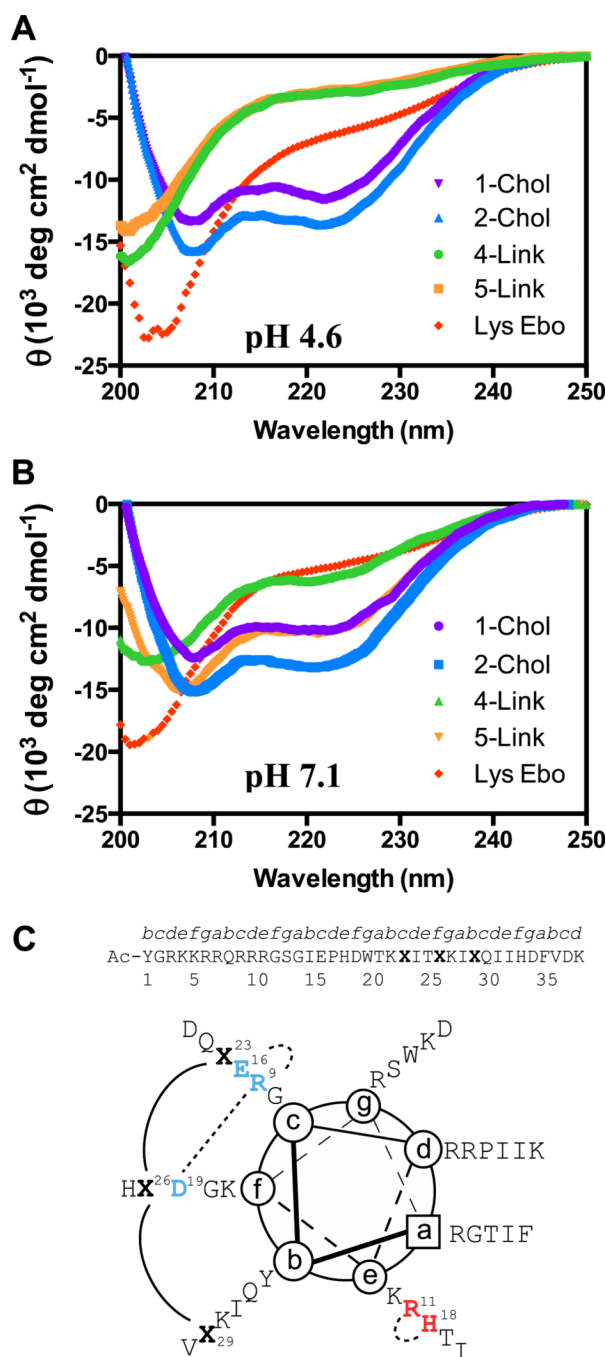 A
θ (10³ deg cm² dmol⁻¹)
0
-5
-10
-15
-20
-25
1-Chol
2-Chol
4-Link
5-Link
Lys Ebo
pH 4.6
200 210 220 230 240 250
Wavelength (nm)
B
θ (10³ deg cm² dmol⁻¹)
0
-5
-10
-15
-20
-25
1-Chol
2-Chol
4-Link
5-Link
Lys Ebo
pH 7.1
200 210 220 230 240 250
Wavelength (nm)
C
bcdefgabcdefgabcdefgabcdefgabcdefgabcd
Ac-YGRKKRRQRRRGSGIEPHDWTKXITXKIXQIIHDFVDK
1 5 10 15 20 25 30 35
DQX²³E¹⁶R⁹G
c
RSWKD
g
d
RRPIIK
HX²⁶D¹⁹GK
f
a
RGTIF
b
YQIKX²⁹V
e
KR¹¹H¹⁸TI